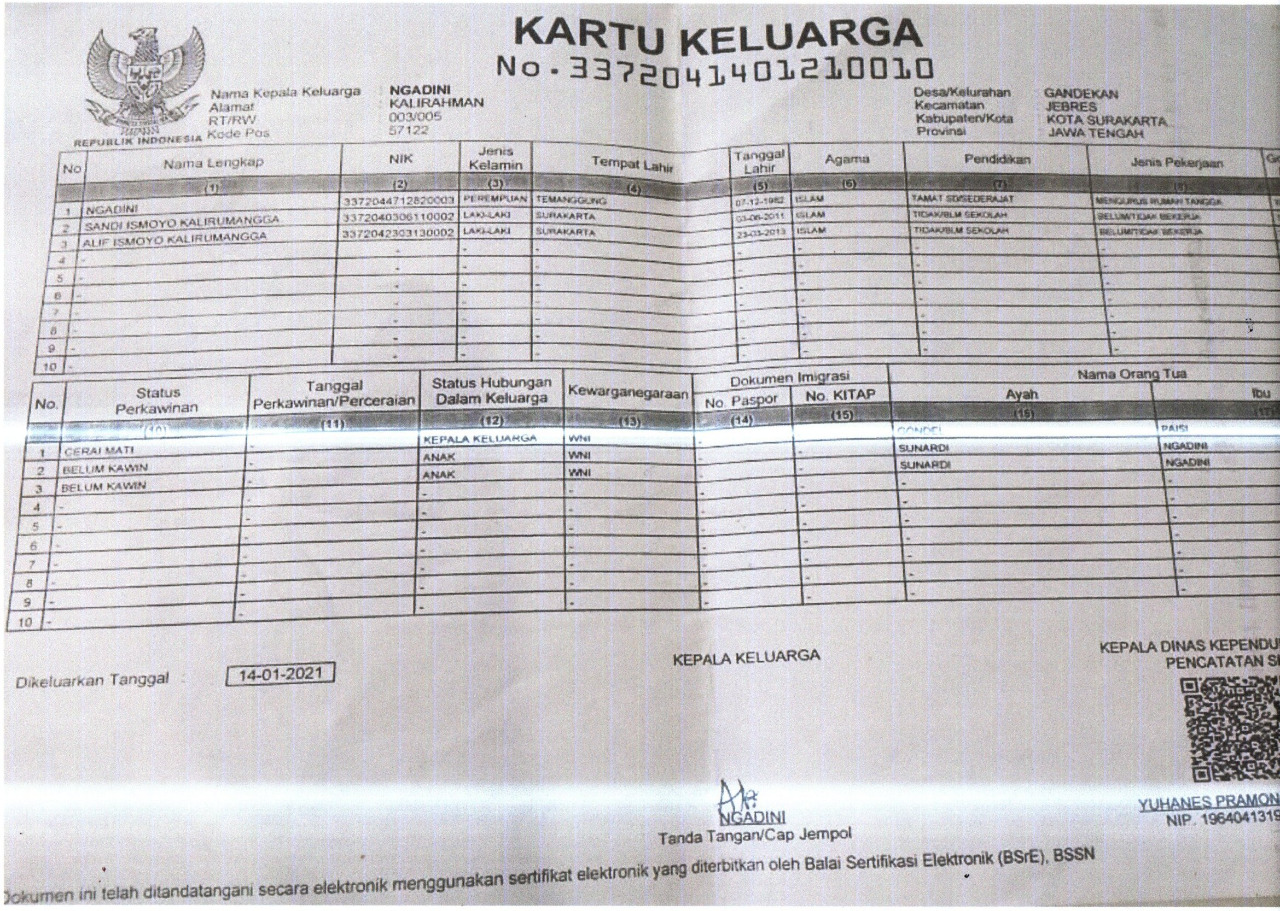 KARTU KELUARGA
No. 3372041401210010
REPUBLIK INDONESIA
Nama Kepala Keluarga : NGADINI
Alamat : KALIRAHMAN
RT/RW : 003/005
Kode Pos : 57122
Desa/Kelurahan : GANDEKAN
Kecamatan : JEBRES
Kabupaten/Kota : KOTA SURAKARTA
Provinsi : JAWA TENGAH
No Nama Lengkap NIK Jenis Kelamin Tempat Lahir Tanggal Lahir Agama Pendidikan Jenis Pekerjaan
(1) (2) (3) (4) (5) (6) (7) (8)
1 NGADINI 3372044712820003 PEREMPUAN TEMANGGUNG 07-12-1982 ISLAM TAMAT SD/SEDERAJAT MENGURUS RUMAH TANGGA
2 SANDI ISMOYO KALIRUMANGGA 3372040306110002 LAKI-LAKI SURAKARTA 03-06-2011 ISLAM TIDAK/BLM SEKOLAH BELUM/TIDAK BEKERJA
3 ALIF ISMOYO KALIRUMANGGA 3372042303130002 LAKI-LAKI SURAKARTA 23-03-2013 ISLAM TIDAK/BLM SEKOLAH BELUM/TIDAK BEKERJA
4 - - - - - - - -
5 - - - - - - - -
6 - - - - - - - -
7 - - - - - - - -
8 - - - - - - - -
9 - - - - - - - -
10 - - - - - - - -
No. Status Perkawinan Tanggal Perkawinan/Perceraian Status Hubungan Dalam Keluarga Kewarganegaraan Dokumen Imigrasi Nama Orang Tua
No. Paspor No. KITAP Ayah Ibu
(10) (11) (12) (13) (14) (15) (16) (17)
1 CERAI MATI - KEPALA KELUARGA WNI - - PAISI
2 BELUM KAWIN - ANAK WNI - - SUNARDI NGADINI
3 BELUM KAWIN - ANAK WNI - - SUNARDI NGADINI
4 - - - - - - - -
5 - - - - - - - -
6 - - - - - - - -
7 - - - - - - - -
8 - - - - - - - -
9 - - - - - - - -
10 - - - - - - - -
Dikeluarkan Tanggal : 14-01-2021
KEPALA KELUARGA
NGADINI
Tanda Tangan/Cap Jempol
KEPALA DINAS KEPENDU
PENCATATAN SI
YUHANES PRAMON
NIP. 1964041319
Dokumen ini telah ditandatangani secara elektronik menggunakan sertifikat elektronik yang diterbitkan oleh Balai Sertifikasi Elektronik (BSrE), BSSN